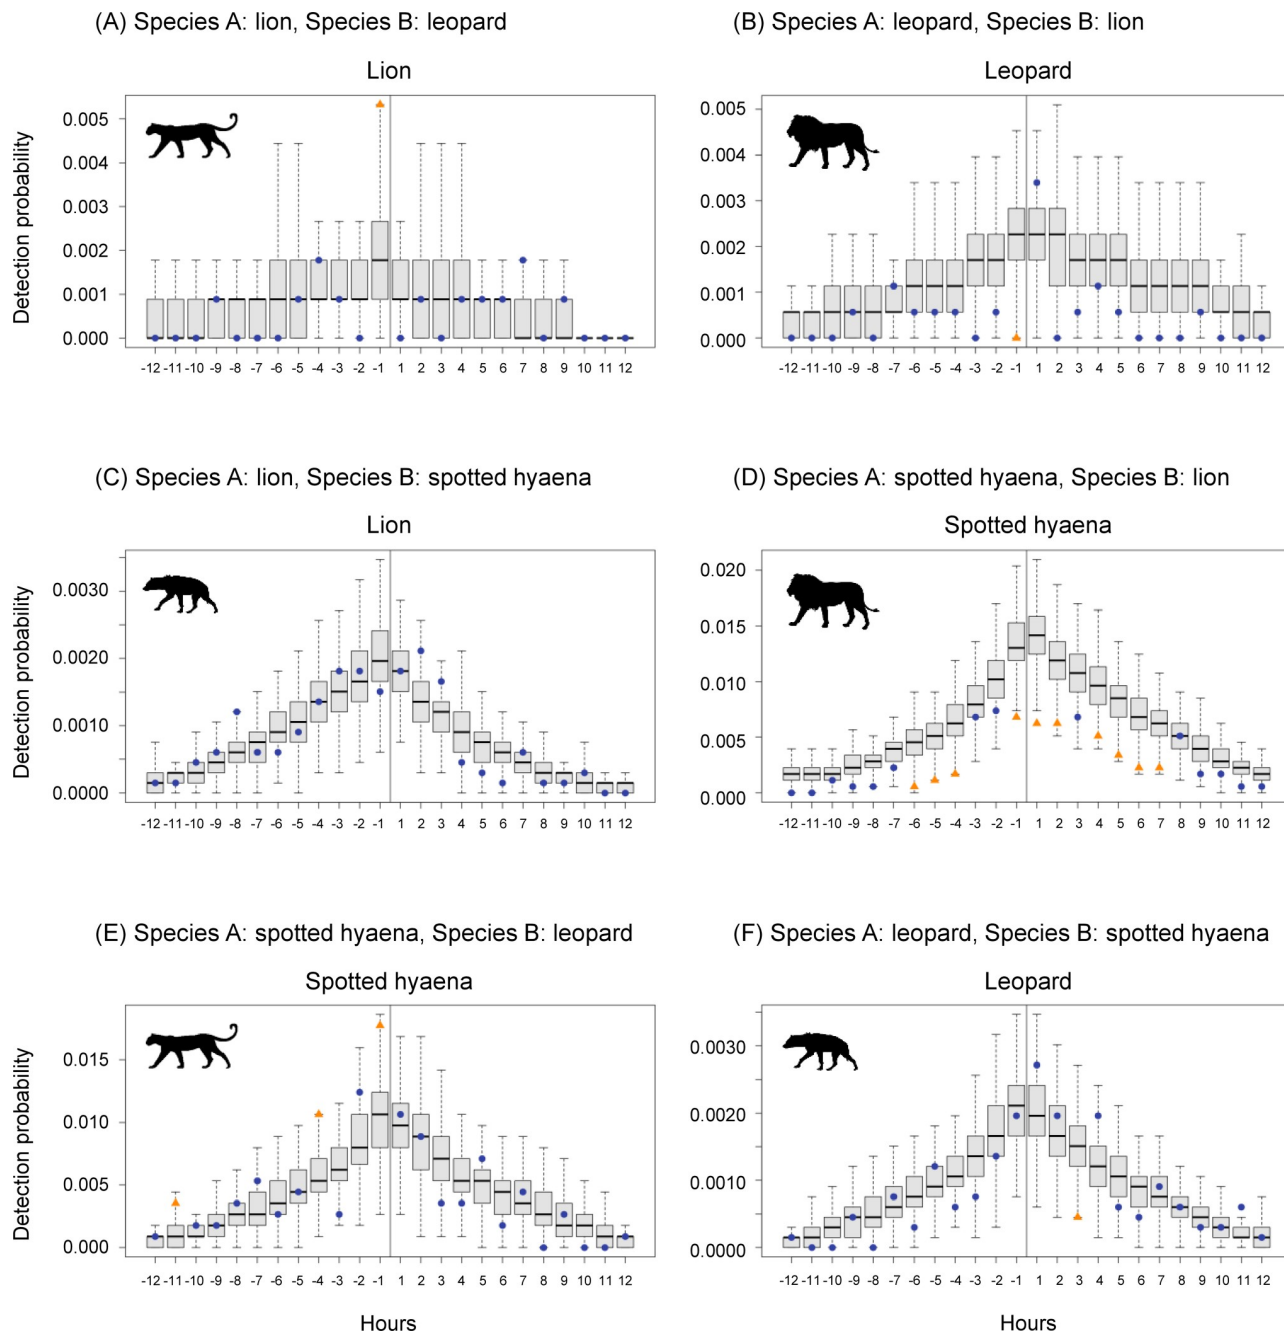 (A) Species A: lion, Species B: leopard
Lion
Detection probability
0.005
0.004
0.003
0.002
0.001
0.000
-12 -11 -10 -9 -8 -7 -6 -5 -4 -3 -2 -1 1 2 3 4 5 6 7 8 9 10 11 12
(B) Species A: leopard, Species B: lion
Leopard
0.005
0.004
0.003
0.002
0.001
0.000
-12 -11 -10 -9 -8 -7 -6 -5 -4 -3 -2 -1 1 2 3 4 5 6 7 8 9 10 11 12
(C) Species A: lion, Species B: spotted hyaena
Lion
Detection probability
0.0030
0.0020
0.0010
0.0000
-12 -11 -10 -9 -8 -7 -6 -5 -4 -3 -2 -1 1 2 3 4 5 6 7 8 9 10 11 12
(D) Species A: spotted hyaena, Species B: lion
Spotted hyaena
0.020
0.015
0.010
0.005
0.000
-12 -11 -10 -9 -8 -7 -6 -5 -4 -3 -2 -1 1 2 3 4 5 6 7 8 9 10 11 12
(E) Species A: spotted hyaena, Species B: leopard
Spotted hyaena
Detection probability
0.015
0.010
0.005
0.000
-12 -11 -10 -9 -8 -7 -6 -5 -4 -3 -2 -1 1 2 3 4 5 6 7 8 9 10 11 12
Hours
(F) Species A: leopard, Species B: spotted hyaena
Leopard
0.0030
0.0020
0.0010
0.0000
-12 -11 -10 -9 -8 -7 -6 -5 -4 -3 -2 -1 1 2 3 4 5 6 7 8 9 10 11 12
Hours